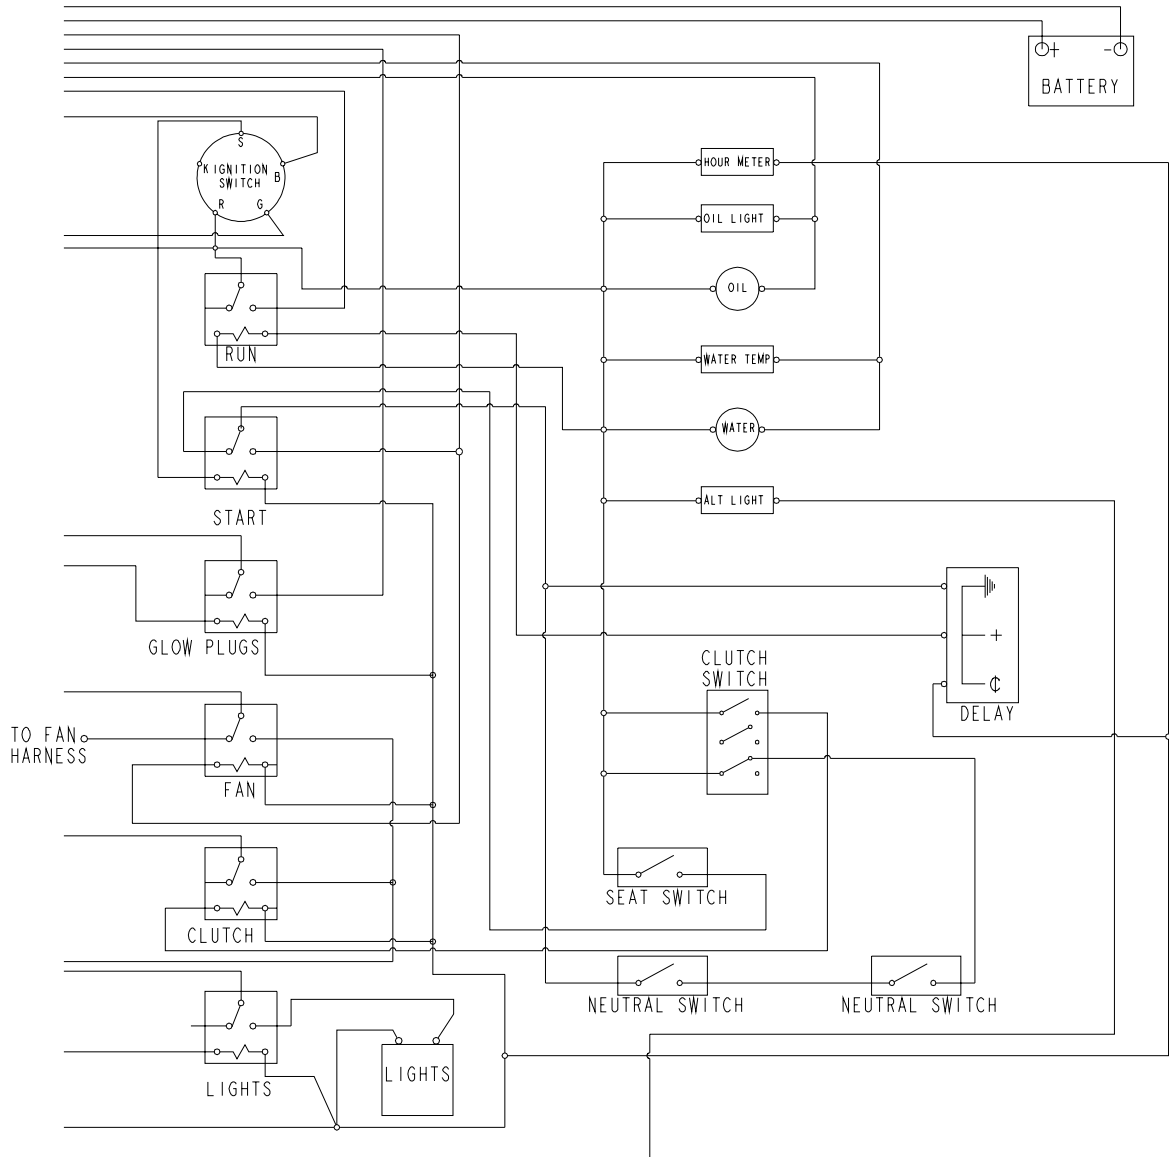 + -
BATTERY
S
K IGNITION
SWITCH
B
R G
HOUR METER
OIL LIGHT
OIL
RUN
WATER TEMP
WATER
ALT LIGHT
START
GLOW PLUGS
+
₵
DELAY
CLUTCH
SWITCH
TO FAN
HARNESS
FAN
SEAT SWITCH
CLUTCH
NEUTRAL SWITCH
NEUTRAL SWITCH
LIGHTS
LIGHTS